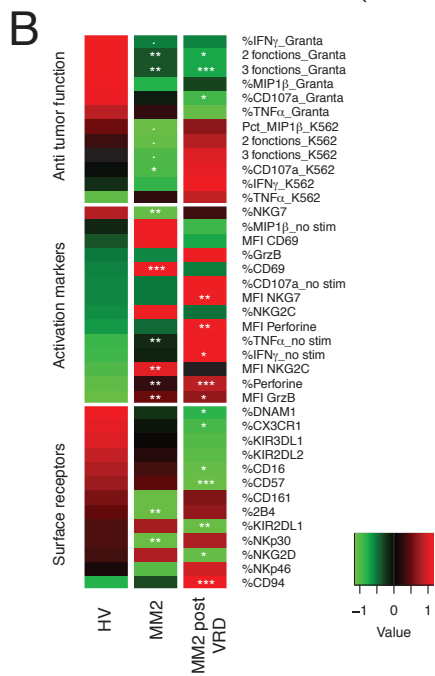 B
Anti tumor function
%IFNγ_Granta
2 fonctions_Granta
3 fonctions_Granta
%MIP1β_Granta
%CD107a_Granta
%TNFα_Granta
Pct_MIP1β_K562
2 fonctions_K562
3 fonctions_K562
%CD107a_K562
%IFNγ_K562
%TNFα_K562
. 
** *
** ***
*
.
.
.
*
Activation markers
%NKG7
%MIP1β_no stim
MFI CD69
%GrzB
%CD69
%CD107a_no stim
MFI NKG7
%NKG2C
MFI Perforine
%TNFα_no stim
%IFNγ_no stim
MFI NKG2C
%Perforine
MFI GrzB
**
***
**
**
**
** *
**
** ***
** *
Surface receptors
%DNAM1
%CX3CR1
%KIR3DL1
%KIR2DL2
%CD16
%CD57
%CD161
%2B4
%KIR2DL1
%NKp30
%NKG2D
%NKp46
%CD94
*
*
*
***
**
**
**
*
***
HV
MM2
MM2 post
VRD
−1 0 1
Value